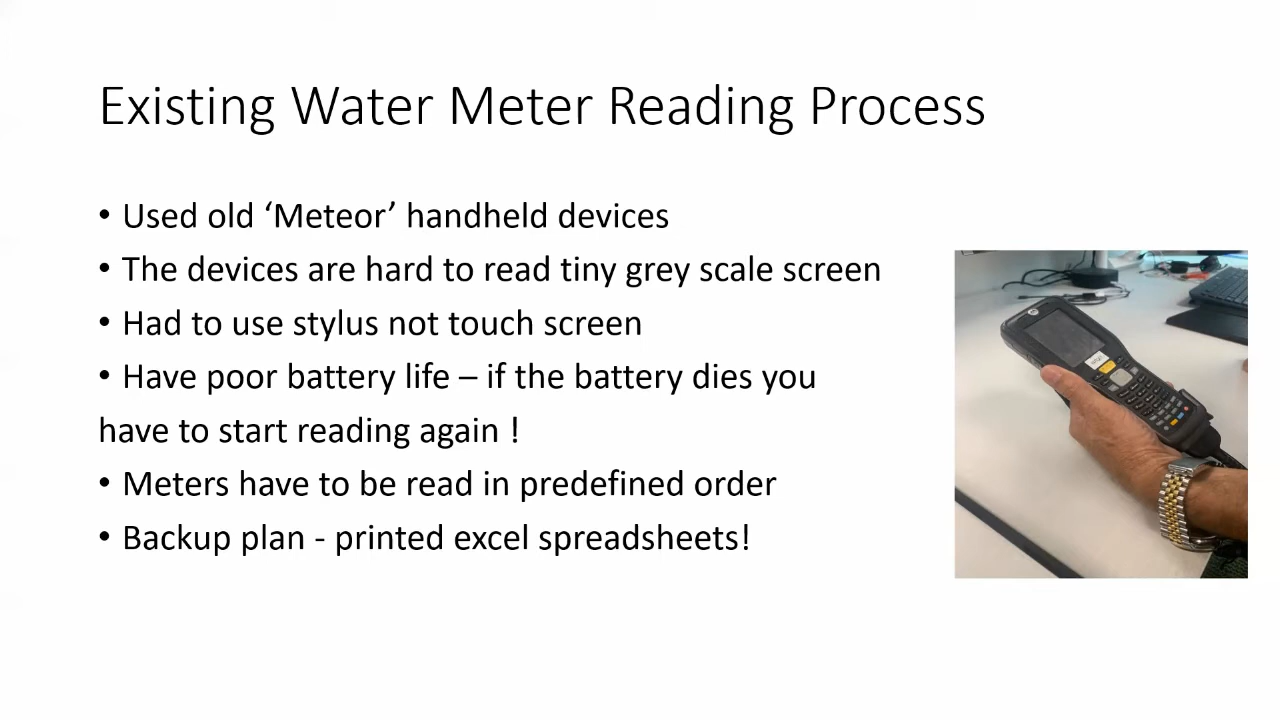 Existing Water Meter Reading Process
• Used old ‘Meteor’ handheld devices
• The devices are hard to read tiny grey scale screen
• Had to use stylus not touch screen
• Have poor battery life – if the battery dies you
have to start reading again !
• Meters have to be read in predefined order
• Backup plan - printed excel spreadsheets!